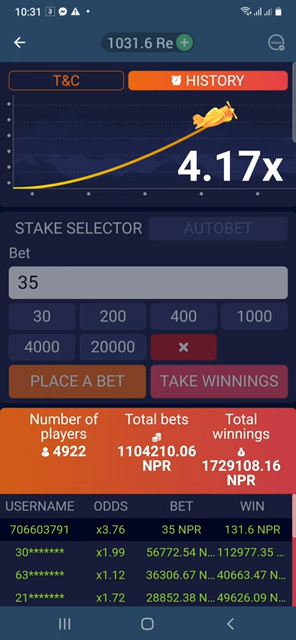 10:31
1031.6 Re
T&C
HISTORY
4.17x
STAKE SELECTOR
AUTOBET
Bet
35
30 200 400 1000
4000 20000
PLACE A BET
TAKE WINNINGS
Number of players
4922
Total bets
1104210.06 NPR
Total winnings
1729108.16 NPR
USERNAME ODDS BET WIN
706603791 x3.76 35 NPR 131.6 NPR
30******* x1.99 56772.54 N... 112977.35 ...
63******* x1.12 36306.67 N... 40663.47 N...
21******* x1.72 28852.38 N... 49626.09 N...